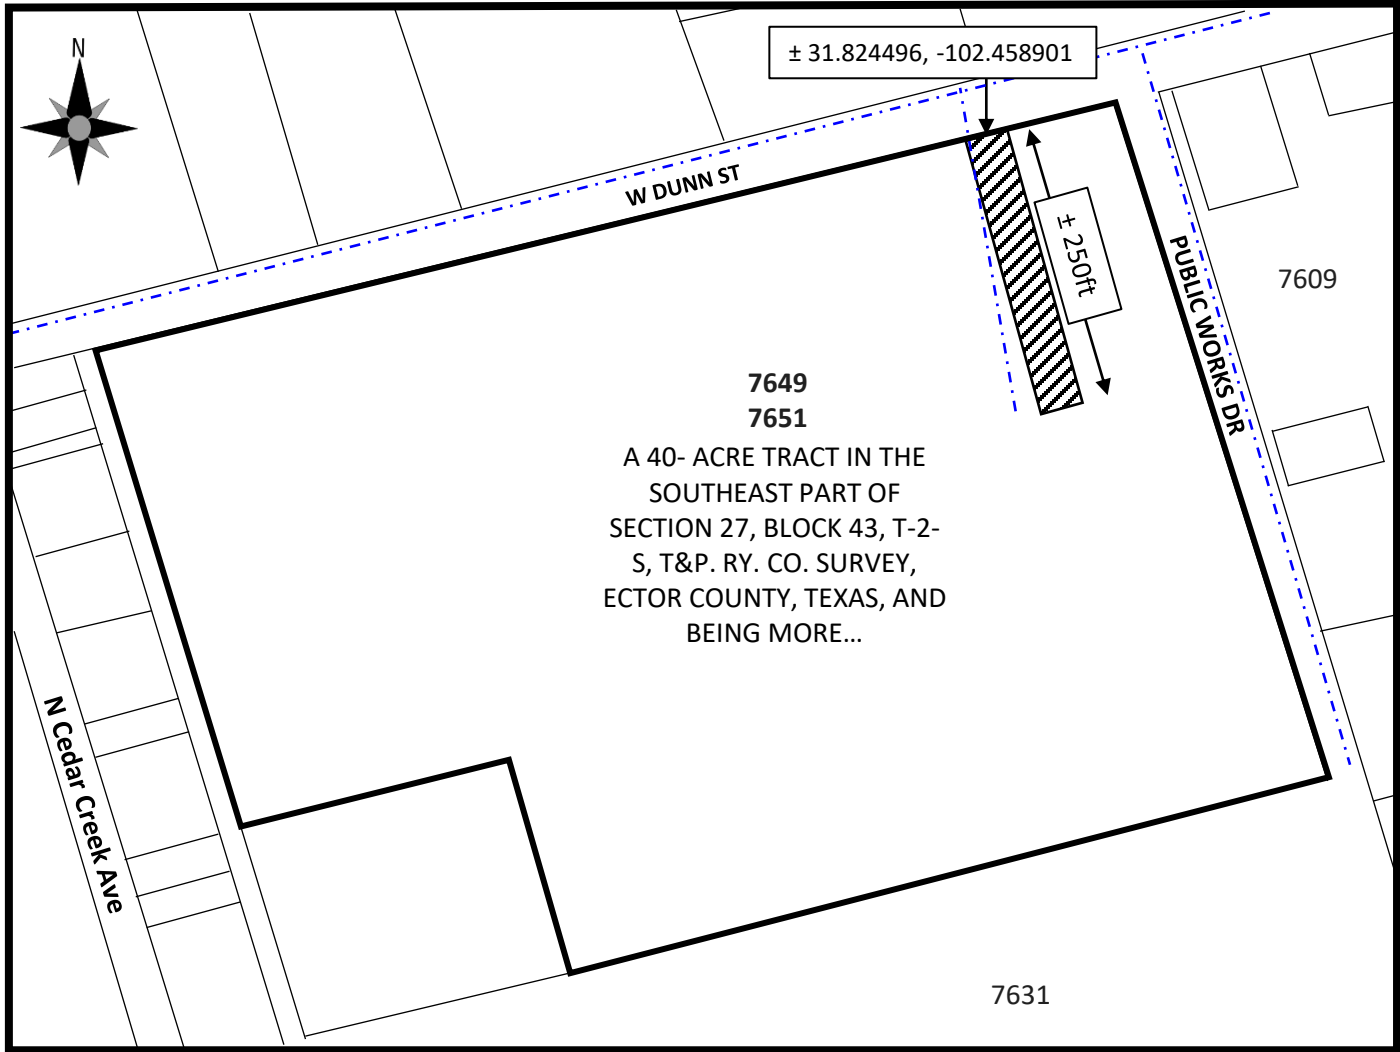 N
± 31.824496, -102.458901
W DUNN ST
± 250ft
PUBLIC WORKS DR
7609
7649
7651
A 40- ACRE TRACT IN THE
SOUTHEAST PART OF
SECTION 27, BLOCK 43, T-2-
S, T&P. RY. CO. SURVEY,
ECTOR COUNTY, TEXAS, AND
BEING MORE...
N Cedar Creek Ave
7631